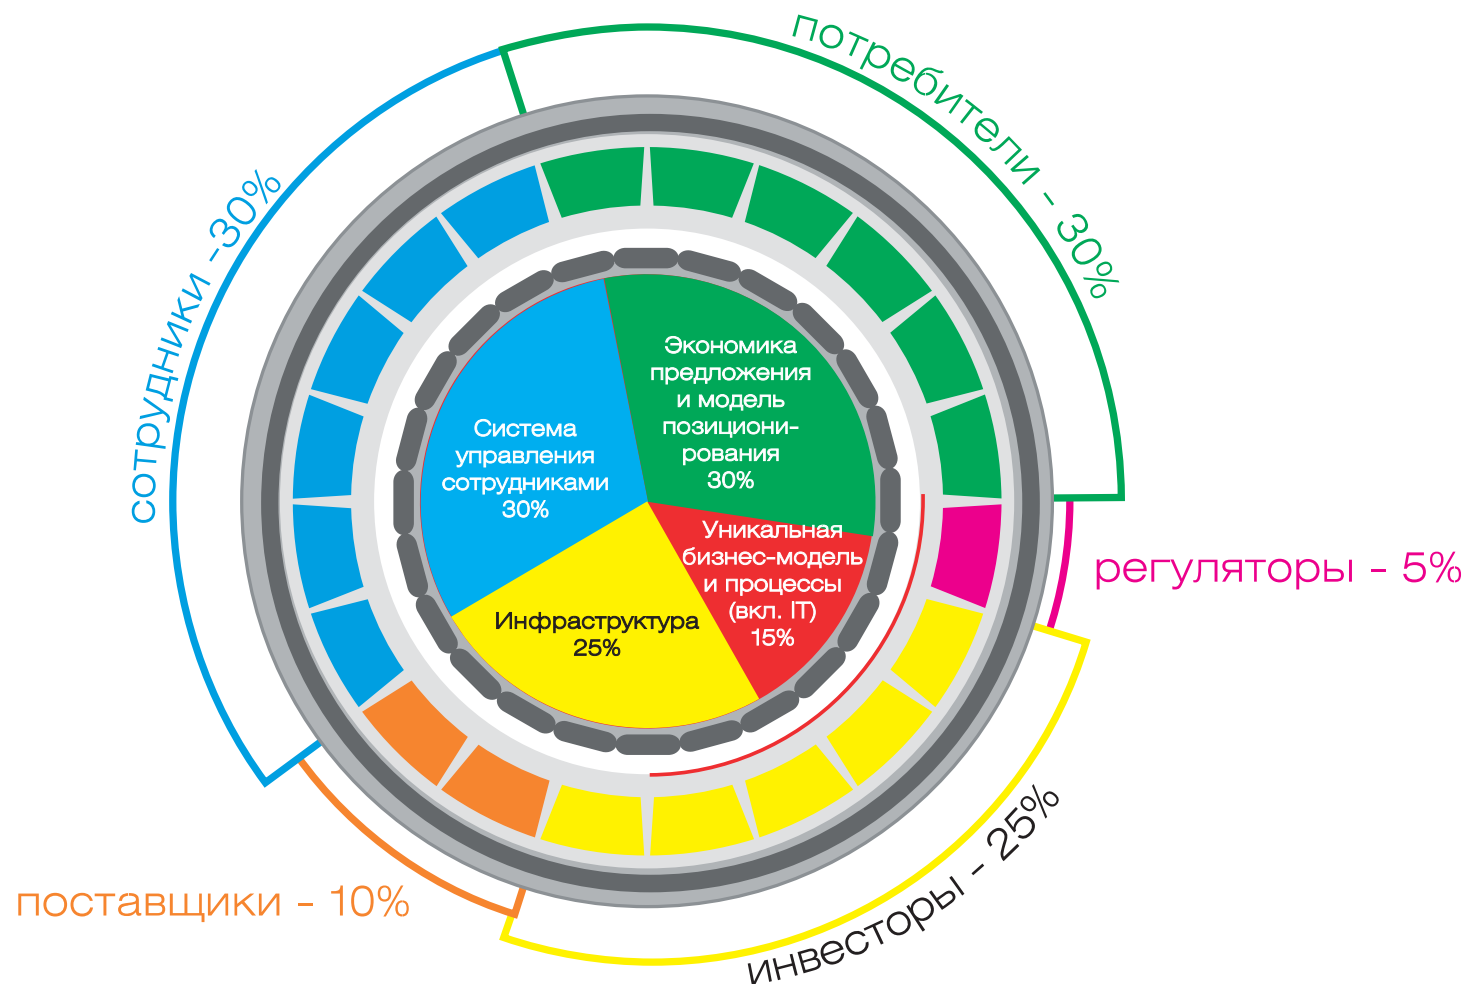 потребители - 30%
сотрудники -30%
Экономика
предложения
и модель
позициони-
рования
30%
Система
управления
сотрудниками
30%
Уникальная
бизнес-модель
и процессы
(вкл. IT)
15%
регуляторы - 5%
Инфраструктура
25%
инвесторы - 25%
поставщики - 10%